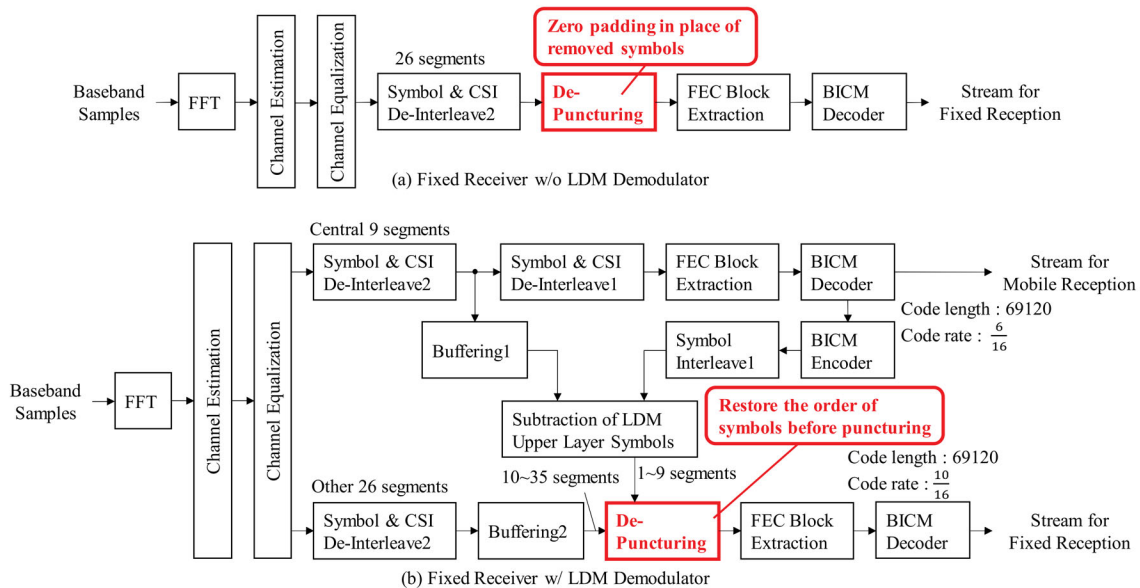 Zero padding in place of
removed symbols
26 segments
Baseband
Samples
FFT
Channel Estimation
Channel Equalization
Symbol & CSI
De-Interleave2
De-
Puncturing
FEC Block
Extraction
BICM
Decoder
Stream for
Fixed Reception
(a) Fixed Receiver w/o LDM Demodulator
Central 9 segments
Symbol & CSI
De-Interleave2
Symbol & CSI
De-Interleave1
FEC Block
Extraction
BICM
Decoder
Stream for
Mobile Reception
Code length : 69120
Code rate : 6/16
Buffering1
Symbol
Interleave1
BICM
Encoder
Baseband
Samples
FFT
Channel Estimation
Channel Equalization
Subtraction of LDM
Upper Layer Symbols
Restore the order of
symbols before puncturing
10~35 segments
1~9 segments
Code length : 69120
Code rate : 10/16
Other 26 segments
Symbol & CSI
De-Interleave2
Buffering2
De-
Puncturing
FEC Block
Extraction
BICM
Decoder
Stream for
Fixed Reception
(b) Fixed Receiver w/ LDM Demodulator